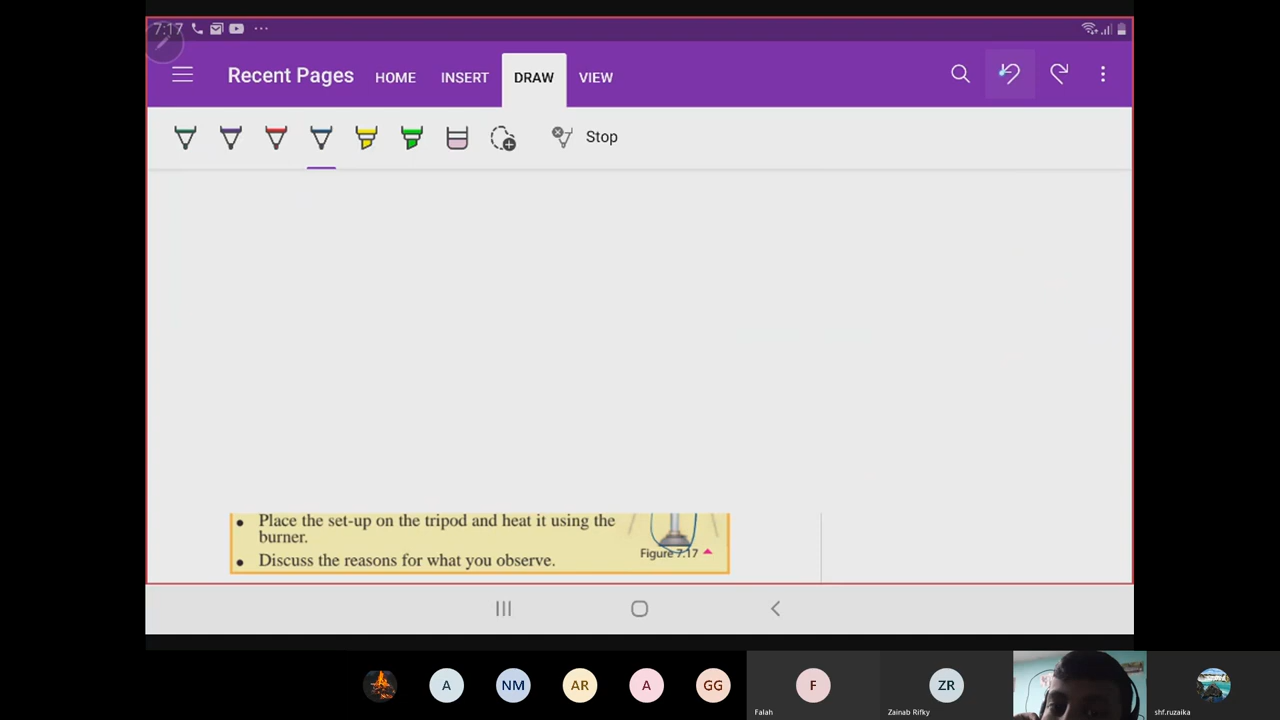 7:17
Recent Pages HOME INSERT DRAW VIEW
Stop
Place the set-up on the tripod and heat it using the
burner.
Discuss the reasons for what you observe.
Figure 7.17
A NM AR A GG F ZR
Falah Zainab Rifky shf.ruzaika